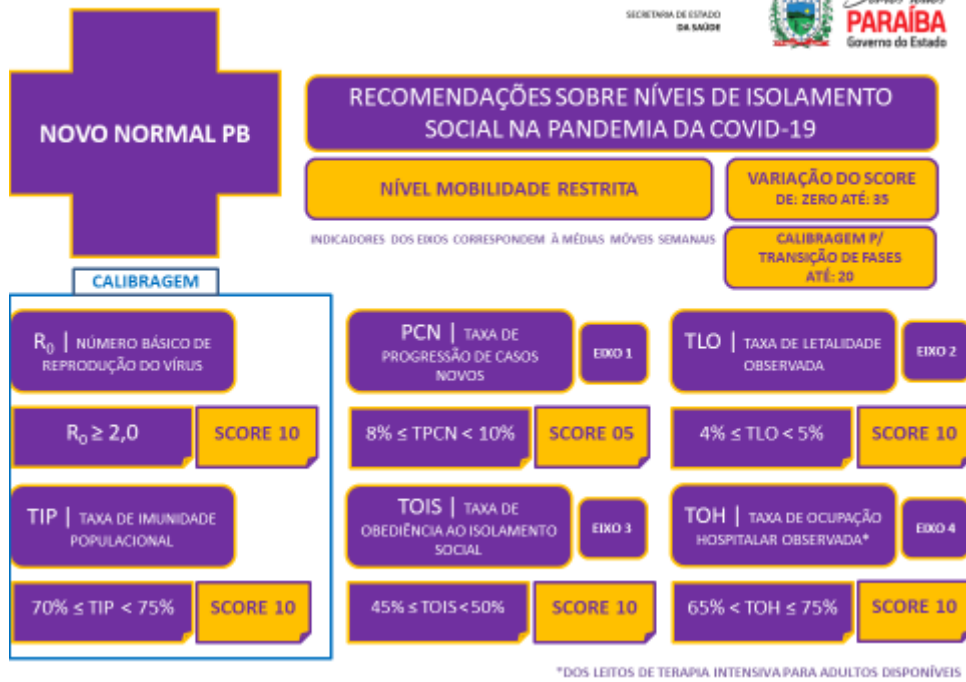 SECRETARIA DE ESTADO
DA SAÚDE
Somos todos
PARAÍBA
Governo do Estado
NOVO NORMAL PB
RECOMENDAÇÕES SOBRE NÍVEIS DE ISOLAMENTO
SOCIAL NA PANDEMIA DA COVID-19
NÍVEL MOBILIDADE RESTRITA
VARIAÇÃO DO SCORE
DE: ZERO ATÉ: 35
INDICADORES DOS EIXOS CORRESPONDEM À MÉDIAS MÓVEIS SEMANAIS
CALIBRAGEM P/
TRANSIÇÃO DE FASES
ATÉ: 20
CALIBRAGEM
R₀ | NÚMERO BÁSICO DE
REPRODUÇÃO DO VÍRUS
R₀ ≥ 2,0
SCORE 10
TIP | TAXA DE IMUNIDADE
POPULACIONAL
70% ≤ TIP < 75%
SCORE 10
PCN | TAXA DE
PROGRESSÃO DE CASOS
NOVOS
EIXO 1
8% ≤ TPCN < 10%
SCORE 05
TLO | TAXA DE LETALIDADE
OBSERVADA
EIXO 2
4% ≤ TLO < 5%
SCORE 10
TOIS | TAXA DE
OBEDIÊNCIA AO ISOLAMENTO
SOCIAL
EIXO 3
45% ≤ TOIS < 50%
SCORE 10
TOH | TAXA DE OCUPAÇÃO
HOSPITALAR OBSERVADA*
EIXO 4
65% < TOH ≤ 75%
SCORE 10
*DOS LEITOS DE TERAPIA INTENSIVA PARA ADULTOS DISPONÍVEIS